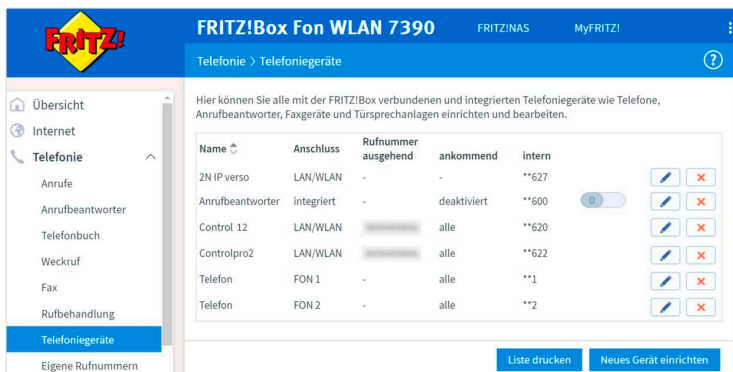 FRITZ!
FRITZ!Box Fon WLAN 7390
FRITZ!NAS
MyFRITZ!
Telefonie > Telefoniegeräte
?
Übersicht
Internet
Telefonie
Anrufe
Anrufbeantworter
Telefonbuch
Weckruf
Fax
Rufbehandlung
Telefoniegeräte
Eigene Rufnummern
Hier können Sie alle mit der FRITZ!Box verbundenen und integrierten Telefoniegeräte wie Telefone,
Anrufbeantworter, Faxgeräte und Türsprechanlagen einrichten und bearbeiten.
Name Anschluss Rufnummer ausgehend ankommend intern
2N IP verso LAN/WLAN - - **627
Anrufbeantworter integriert - deaktiviert **600 0
Control 12 LAN/WLAN alle **620
Controlpro2 LAN/WLAN alle **622
Telefon FON 1 - alle **1
Telefon FON 2 - alle **2
Liste drucken
Neues Gerät einrichten